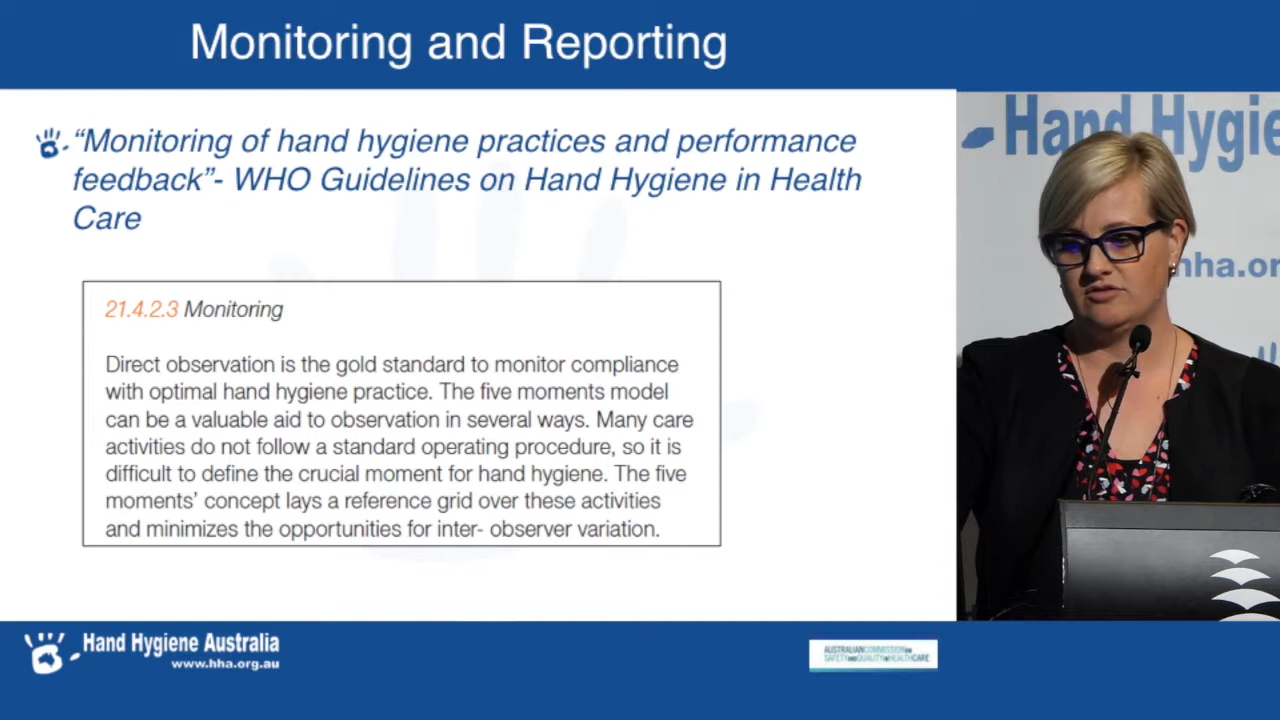 Monitoring and Reporting
“Monitoring of hand hygiene practices and performance
feedback”- WHO Guidelines on Hand Hygiene in Health
Care
21.4.2.3 Monitoring
Direct observation is the gold standard to monitor compliance
with optimal hand hygiene practice. The five moments model
can be a valuable aid to observation in several ways. Many care
activities do not follow a standard operating procedure, so it is
difficult to define the crucial moment for hand hygiene. The five
moments’ concept lays a reference grid over these activities
and minimizes the opportunities for inter- observer variation.
Hand Hygie
hha.or
Hand Hygiene Australia
www.hha.org.au
AUSTRALIANCOMMISSIONON
SAFETYANDQUALITYINHEALTHCARE